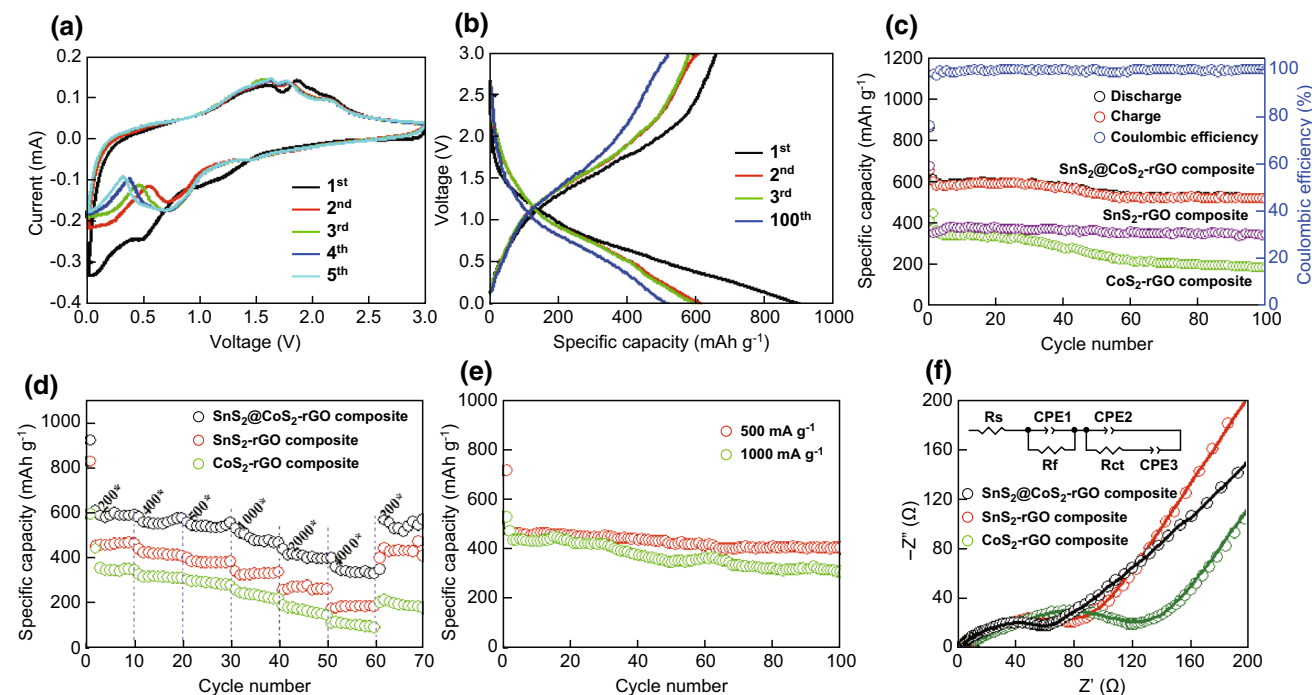 (a)
0.2
0.1
0.0
-0.1
-0.2
-0.3
-0.4
Current (mA)
1st
2nd
3rd
4th
5th
0.0 0.5 1.0 1.5 2.0 2.5 3.0
Voltage (V)
(b)
3.0
2.5
2.0
1.5
1.0
0.5
0.0
Voltage (V)
1st
2nd
3rd
100th
0 200 400 600 800 1000
Specific capacity (mAh g-1)
(c)
1200
1000
800
600
400
200
0
Specific capacity (mAh g-1)
Discharge
Charge
Coulombic efficiency
SnS2@CoS2-rGO composite
SnS2-rGO composite
CoS2-rGO composite
100
80
60
40
20
0
Coulombic efficiency (%)
0 20 40 60 80 100
Cycle number
(d)
1000
800
600
400
200
0
Specific capacity (mAh g-1)
SnS2@CoS2-rGO composite
SnS2-rGO composite
CoS2-rGO composite
200*
400*
1000*
2000*
4000*
200*
0 10 20 30 40 50 60 70
Cycle number
(e)
1000
800
600
400
200
0
Specific capacity (mAh g-1)
500 mA g-1
1000 mA g-1
0 20 40 60 80 100
Cycle number
(f)
200
160
120
80
40
0
-Z" (Ω)
Rs CPE1 CPE2
Rf Rct CPE3
SnS2@CoS2-rGO composite
SnS2-rGO composite
CoS2-rGO composite
0 40 80 120 160 200
Z' (Ω)